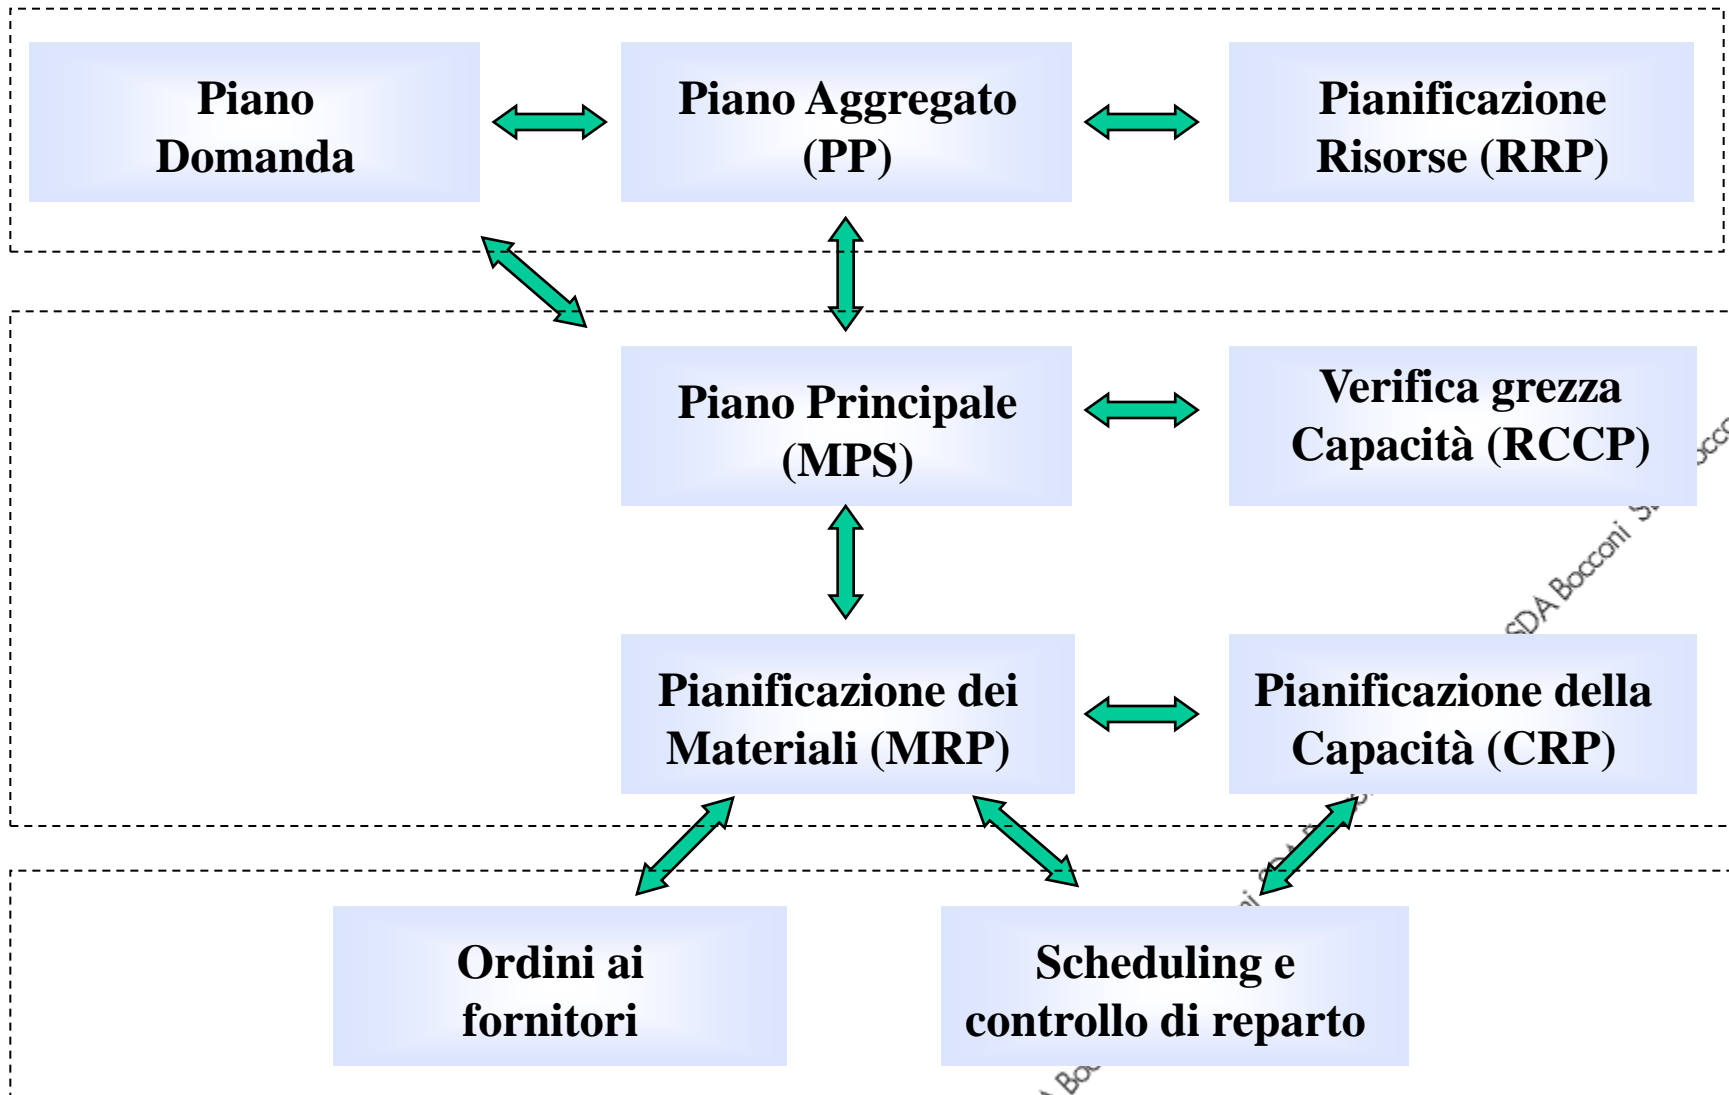 Piano
Domanda
Piano Aggregato
(PP)
Pianificazione
Risorse (RRP)
Piano Principale
(MPS)
Verifica grezza
Capacità (RCCP)
Pianificazione dei
Materiali (MRP)
Pianificazione della
Capacità (CRP)
SDA Bocconi
Ordini ai
fornitori
Scheduling e
controllo di reparto